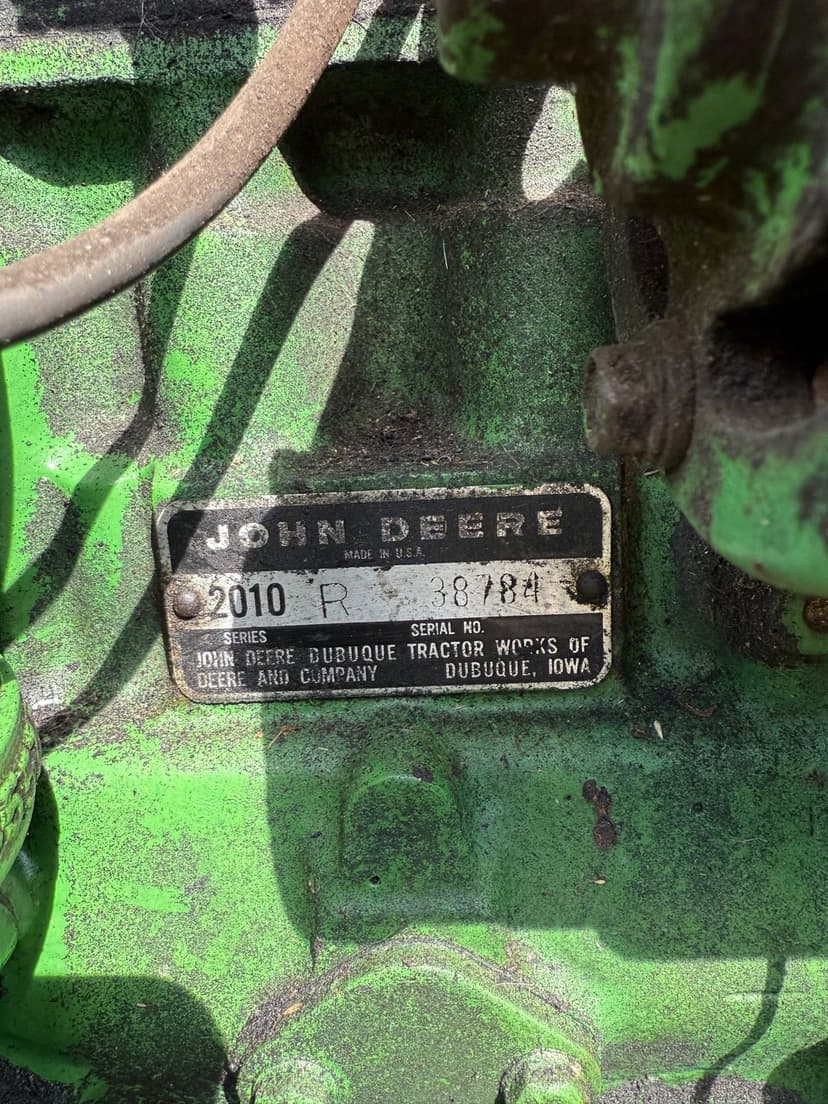 JOHN DEERE
MADE IN U.S.A.
2010 R 38784
SERIES SERIAL NO.
JOHN DEERE DUBUQUE TRACTOR WORKS OF
DEERE AND COMPANY DUBUQUE, IOWA